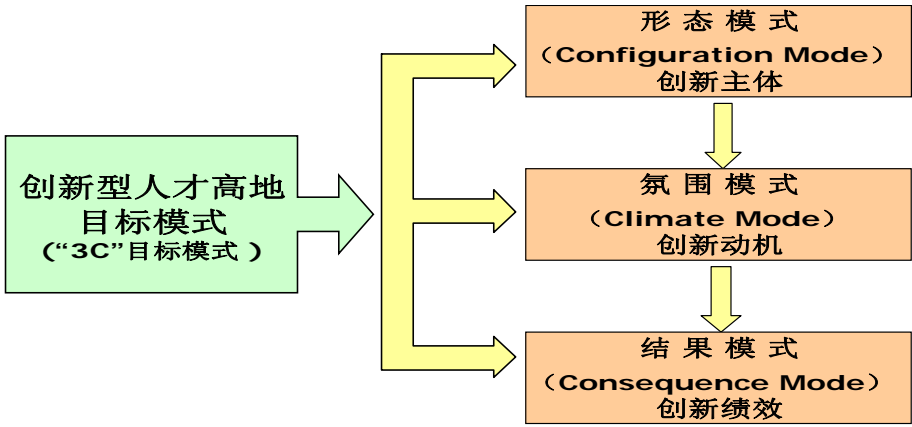 创新型人才高地
目标模式
(“3C”目标模式 )
形 态 模 式
（Configuration Mode）
创新主体
氛 围 模 式
（Climate Mode）
创新动机
结 果 模 式
（Consequence Mode）
创新绩效